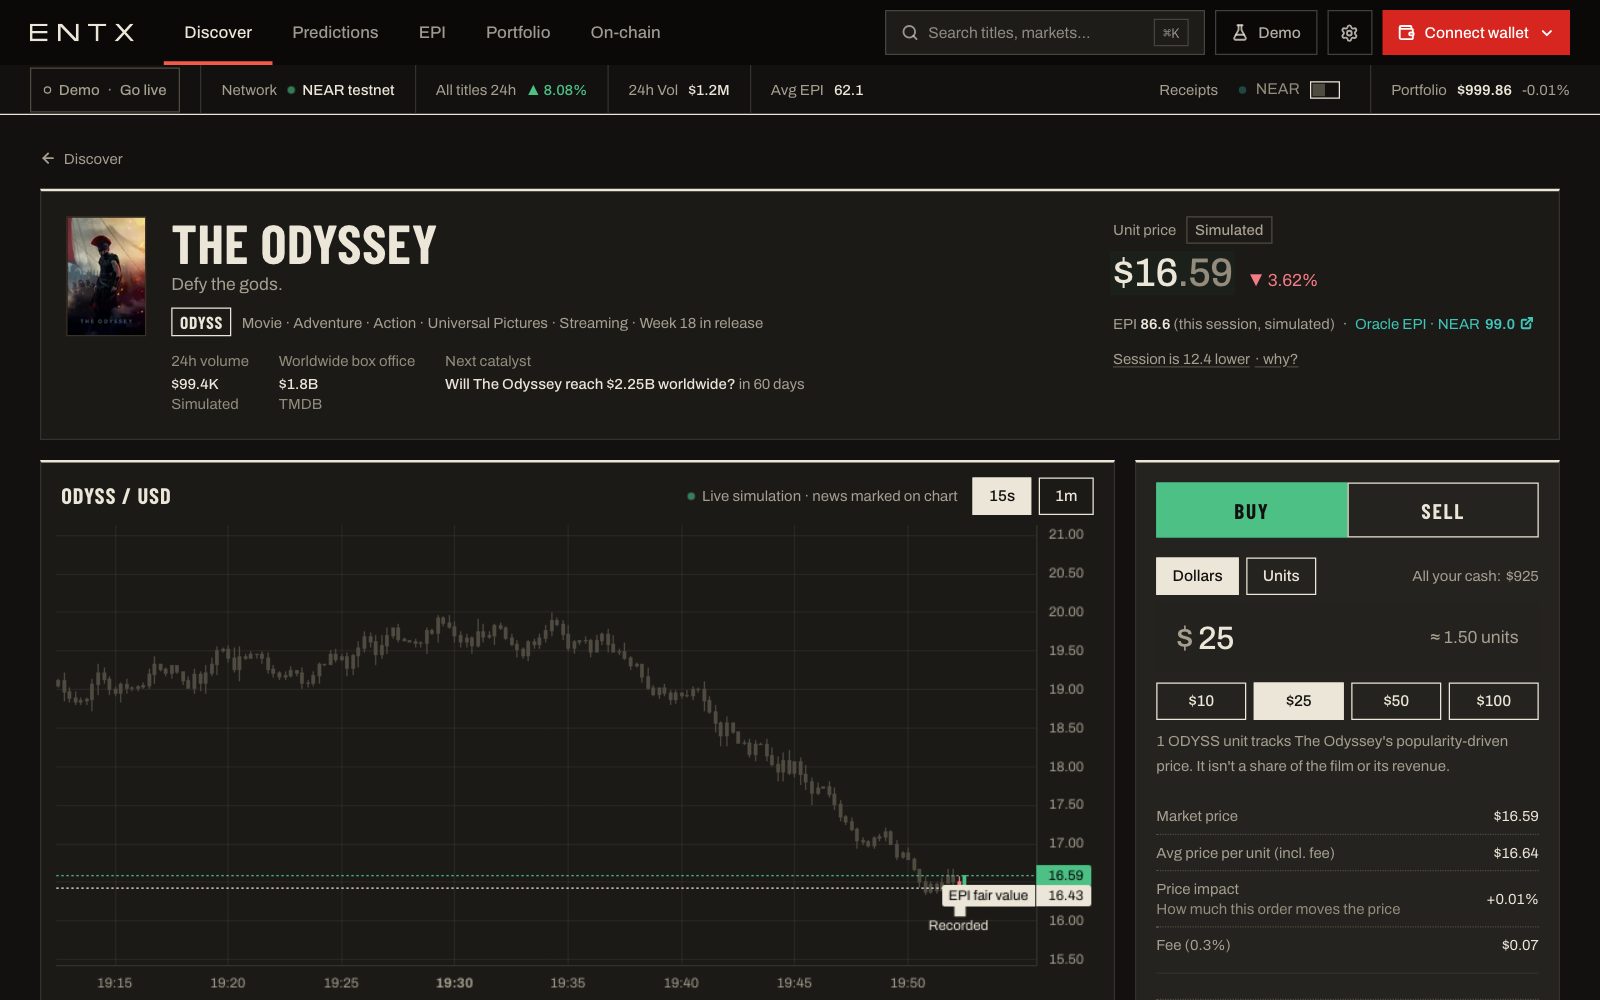 ENTX
Discover
Predictions
EPI
Portfolio
On-chain
Search titles, markets...
⌘K
Demo
Connect wallet
Demo · Go live
Network
NEAR testnet
All titles 24h
▲ 8.08%
24h Vol $1.2M
Avg EPI 62.1
Receipts
NEAR
Portfolio $999.86 -0.01%
← Discover
THE ODYSSEY
THE ODYSSEY
Defy the gods.
ODYSS
Movie · Adventure · Action · Universal Pictures · Streaming · Week 18 in release
24h volume
$99.4K
Simulated
Worldwide box office
$1.8B
TMDB
Next catalyst
Will The Odyssey reach $2.25B worldwide? in 60 days
Unit price
Simulated
$16.59
▼ 3.62%
EPI 86.6 (this session, simulated) · Oracle EPI · NEAR 99.0
Session is 12.4 lower · why?
ODYSS / USD
Live simulation · news marked on chart
15s
1m
21.00
20.50
20.00
19.50
19.00
18.50
18.00
17.50
17.00
16.59
EPI fair value
16.43
16.00
Recorded
15.50
19:15
19:20
19:25
19:30
19:35
19:40
19:45
19:50
BUY
SELL
Dollars
Units
All your cash: $925
$ 25
≈ 1.50 units
$10
$25
$50
$100
1 ODYSS unit tracks The Odyssey's popularity-driven
price. It isn't a share of the film or its revenue.
Market price
$16.59
Avg price per unit (incl. fee)
$16.64
Price impact
How much this order moves the price
+0.01%
Fee (0.3%)
$0.07